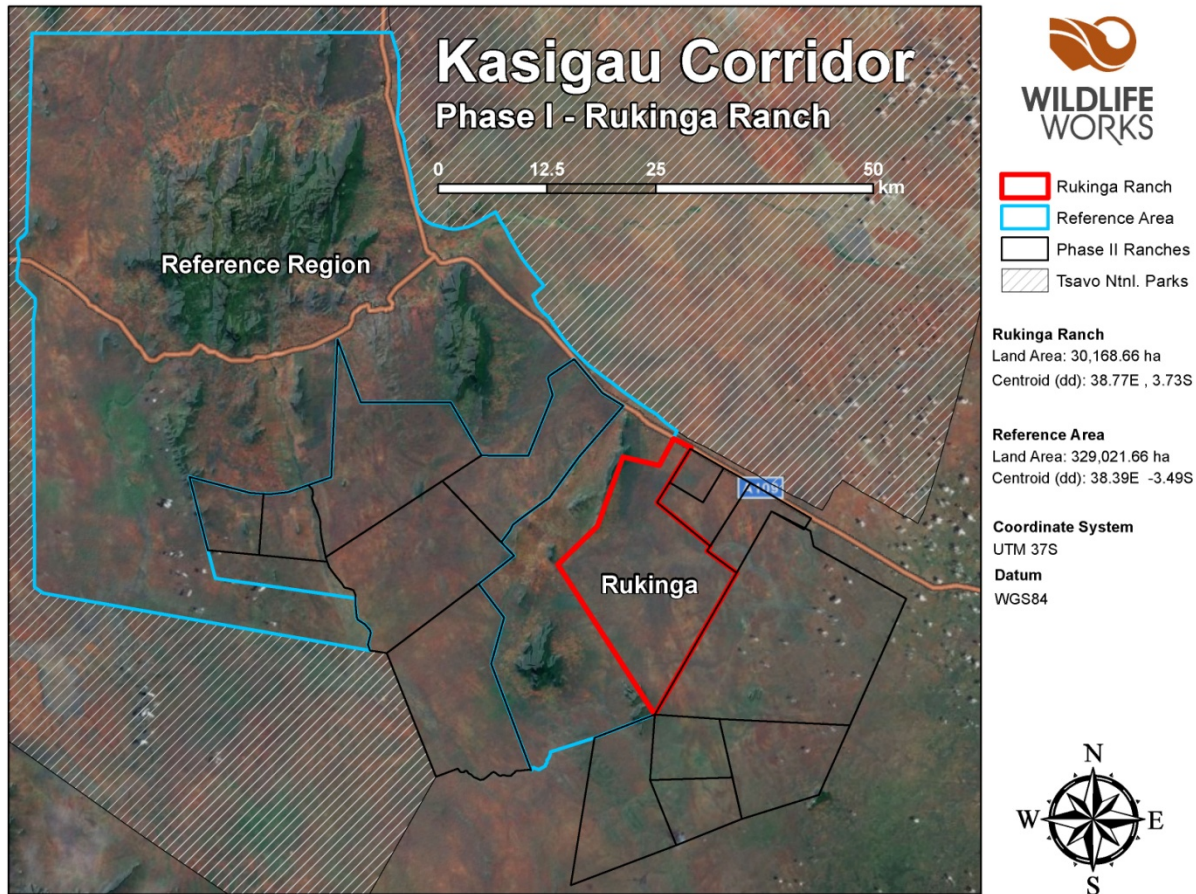 Kasigau Corridor
Phase I - Rukinga Ranch
0 12.5 25 50
km
Reference Region
A109
Rukinga
WILDLIFE
WORKS
Rukinga Ranch
Reference Area
Phase II Ranches
Tsavo Ntnl. Parks
Rukinga Ranch
Land Area: 30,168.66 ha
Centroid (dd): 38.77E , 3.73S
Reference Area
Land Area: 329,021.66 ha
Centroid (dd): 38.39E -3.49S
Coordinate System
UTM 37S
Datum
WGS84
N
W E
S